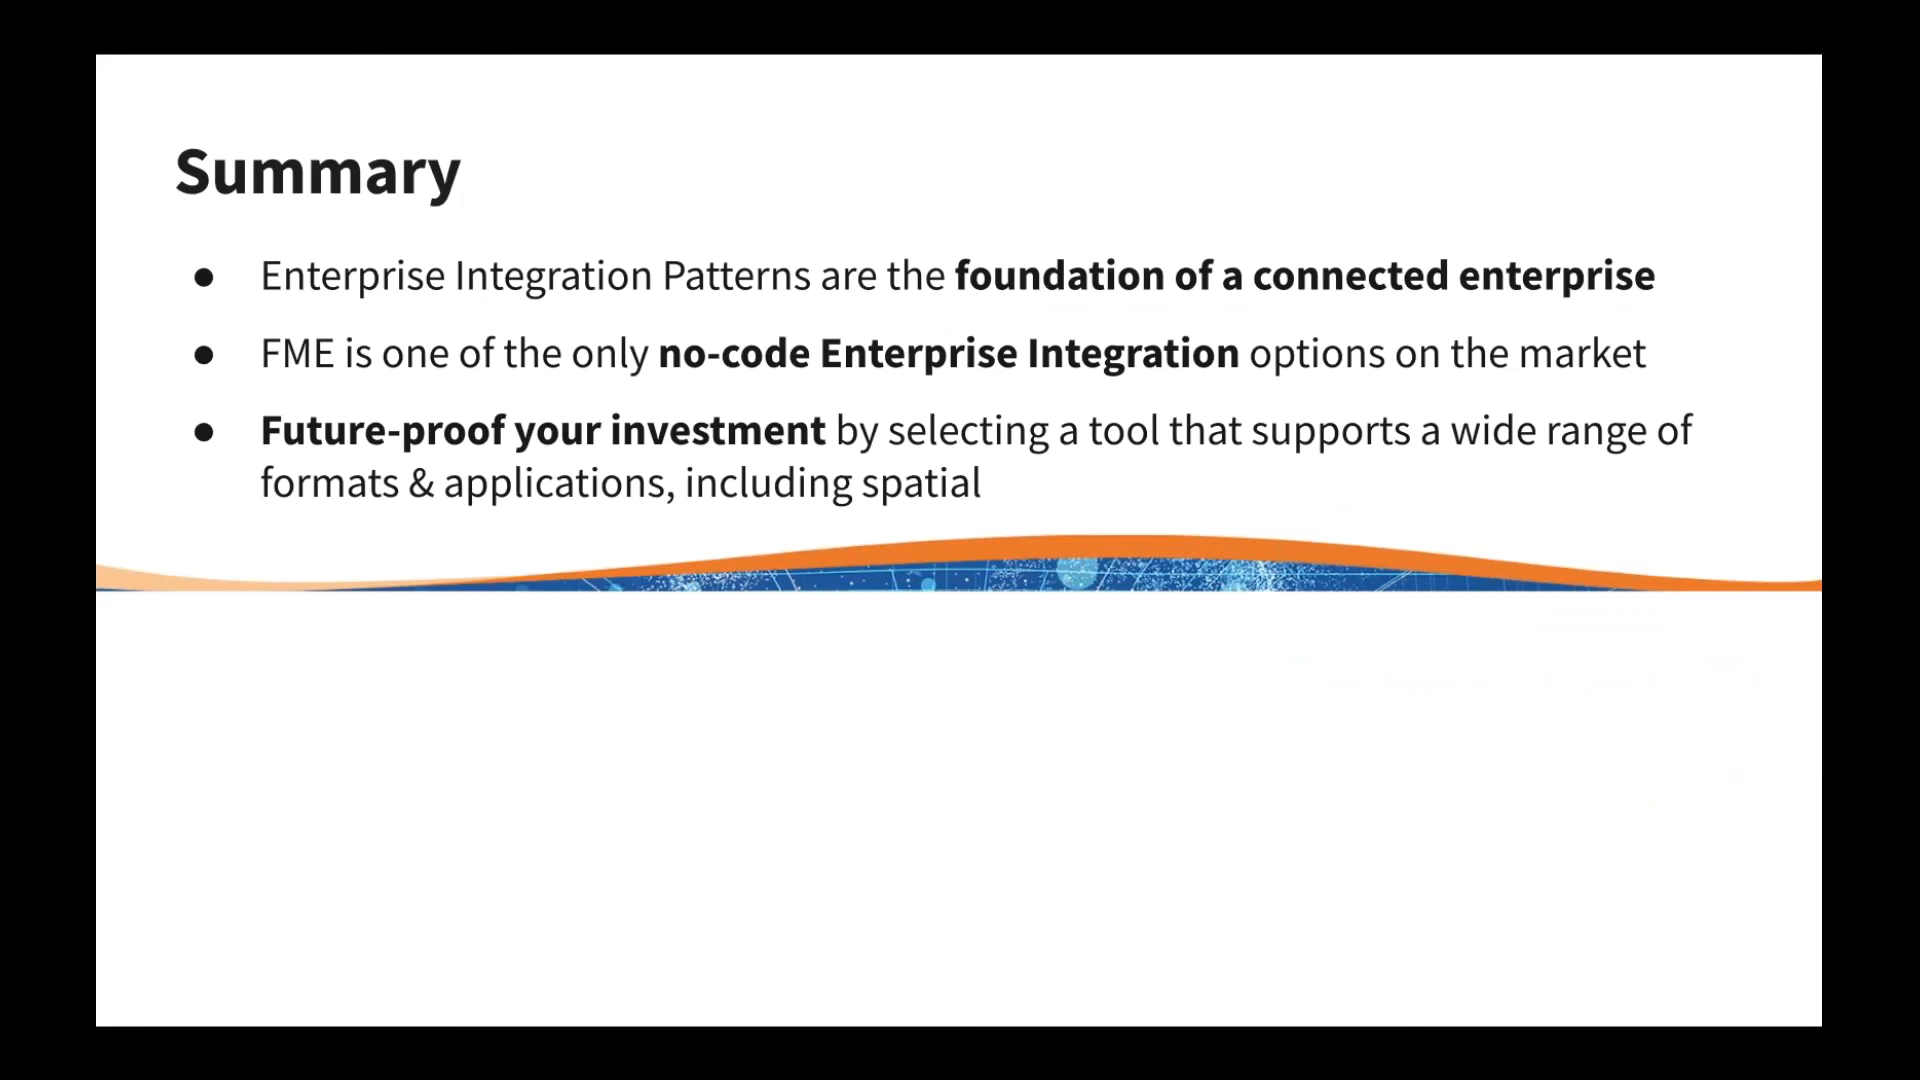 Summary
● Enterprise Integration Patterns are the foundation of a connected enterprise
● FME is one of the only no-code Enterprise Integration options on the market
● Future-proof your investment by selecting a tool that supports a wide range of
formats & applications, including spatial